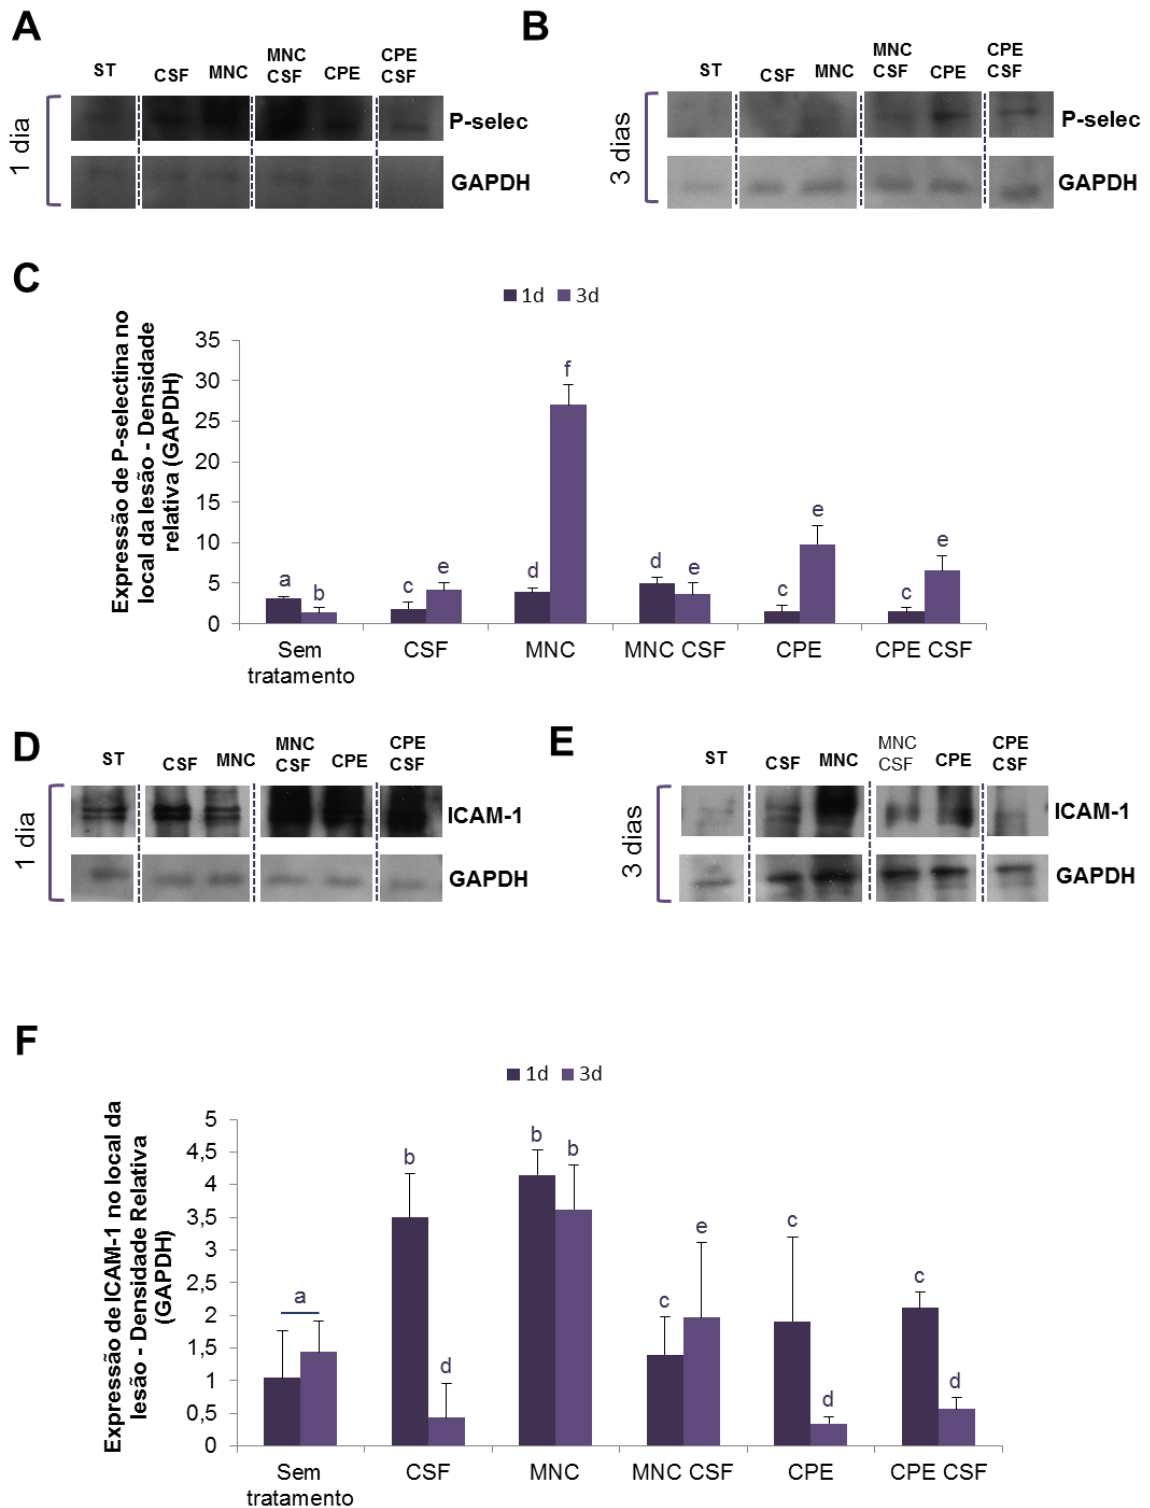 A
ST CSF MNC MNC CSF CPE CPE CSF
1 dia
P-selec
GAPDH
B
ST CSF MNC MNC CSF CPE CPE CSF
3 dias
P-selec
GAPDH
C
1d 3d
Expressão de P-selectina no
local da lesão - Densidade
relativa (GAPDH)
35
30
25
20
15
10
5
0
a b c e d f d e c e c e
Sem tratamento CSF MNC MNC CSF CPE CPE CSF
D
ST CSF MNC MNC CSF CPE CPE CSF
1 dia
ICAM-1
GAPDH
E
ST CSF MNC MNC CSF CPE CPE CSF
3 dias
ICAM-1
GAPDH
F
1d 3d
Expressão de ICAM-1 no local da
lesão - Densidade Relativa
(GAPDH)
5
4,5
4
3,5
3
2,5
2
1,5
1
0,5
0
a b d b b c e c d c d
Sem tratamento CSF MNC MNC CSF CPE CPE CSF